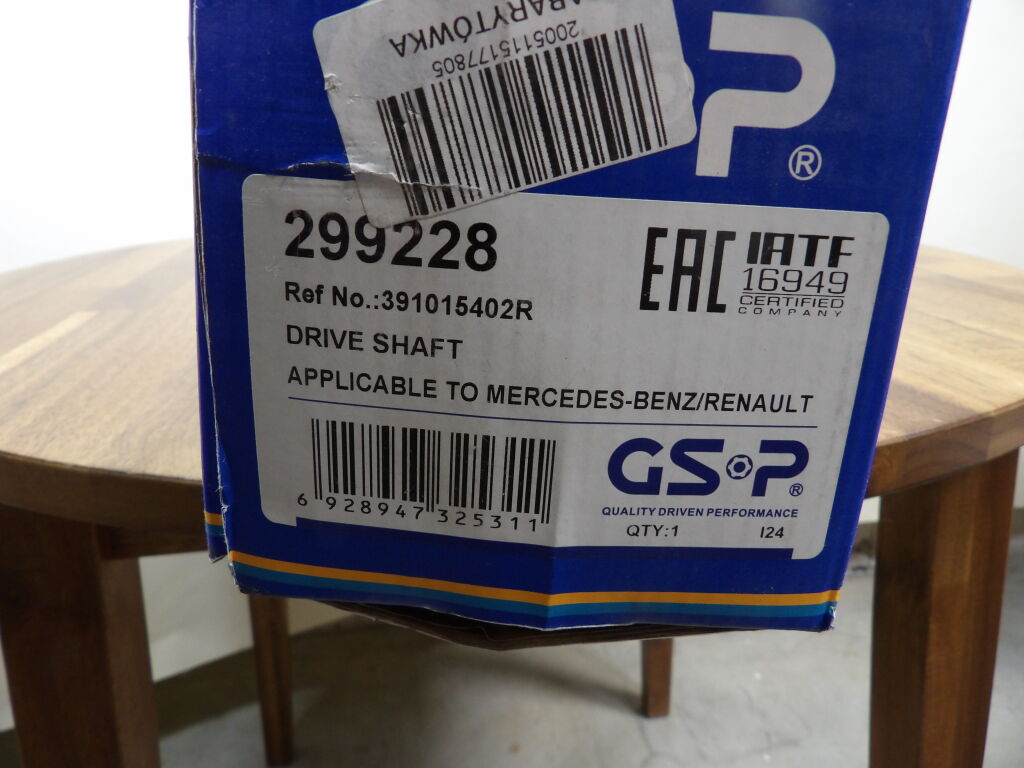 2005115177805
P®
299228
Ref No.:391015402R
DRIVE SHAFT
APPLICABLE TO MERCEDES-BENZ/RENAULT
EAC
IATF
16949
CERTIFIED
COMPANY
6 928947 325311
GSP®
QUALITY DRIVEN PERFORMANCE
QTY:1 I24